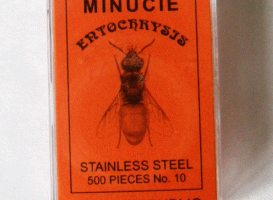 MINUCIE
ENTOCHRYSIS
STAINLESS STEEL
500 PIECES No. 10